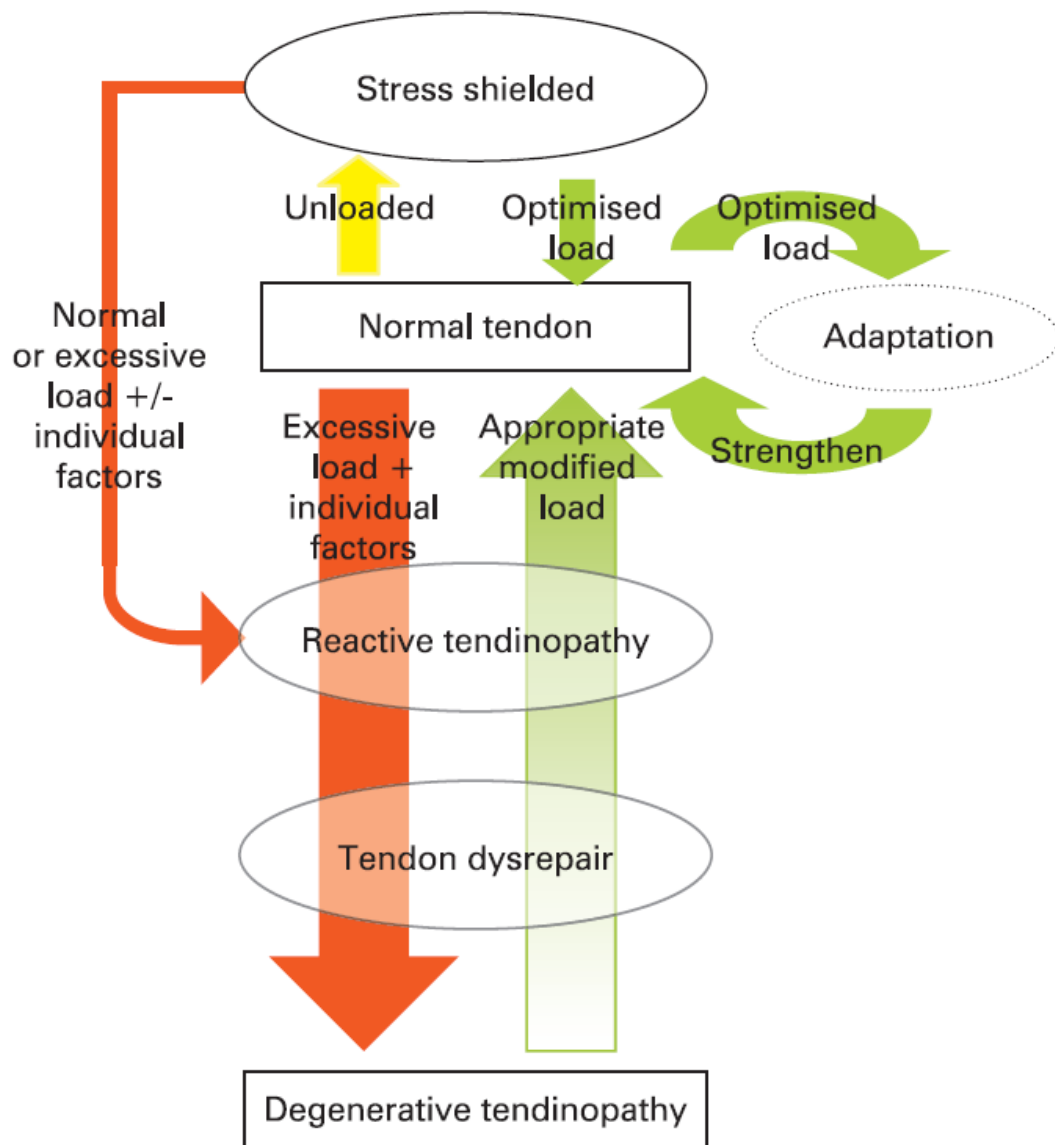 Stress shielded
Unloaded
Optimised
load
Optimised
load
Normal tendon
Adaptation
Normal
or excessive
load +/-
individual
factors
Excessive
load +
individual
factors
Appropriate
modified
load
Strengthen
Reactive tendinopathy
Tendon dysrepair
Degenerative tendinopathy